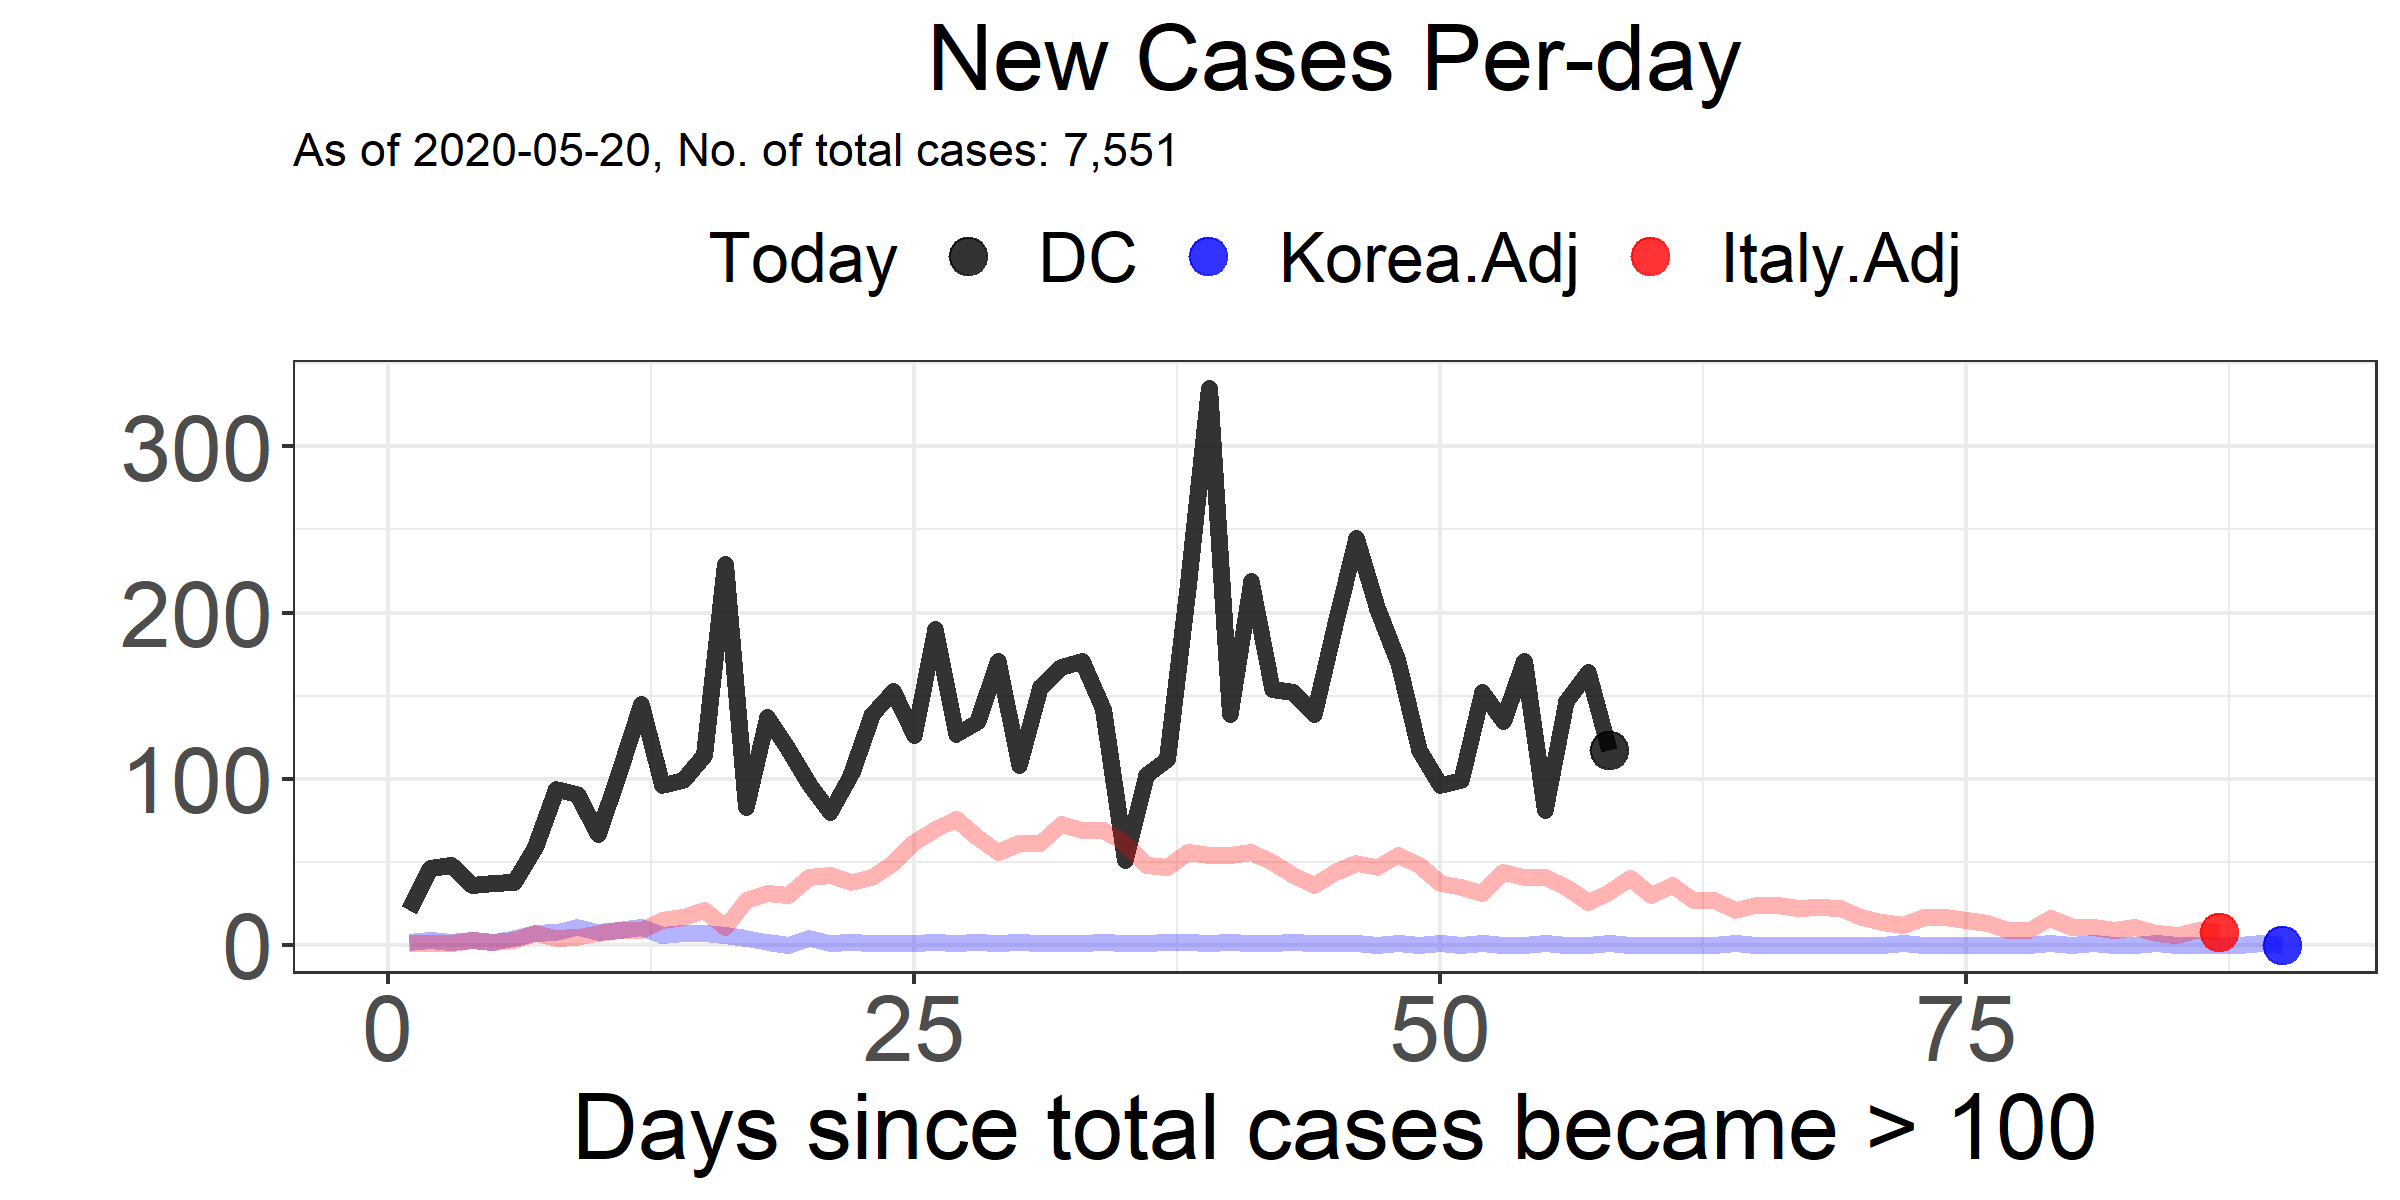 New Cases Per-day
As of 2020-05-20, No. of total cases: 7,551
Today DC Korea.Adj Italy.Adj
300
200
100
0
0 25 50 75
Days since total cases became > 100